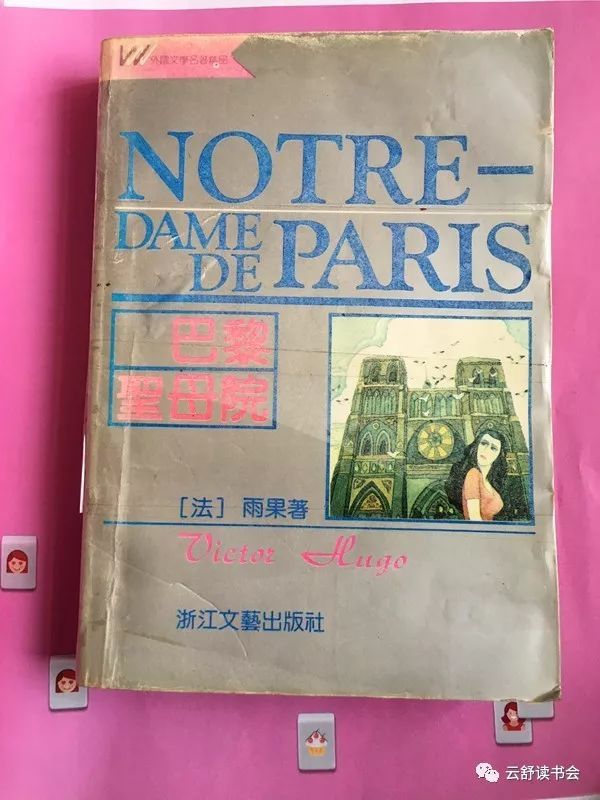 W 外國文學名著精品
NOTRE-
DAME
DE PARIS
巴黎
聖母院
[法] 雨果著
Victor Hugo
浙江文藝出版社
云舒读书会